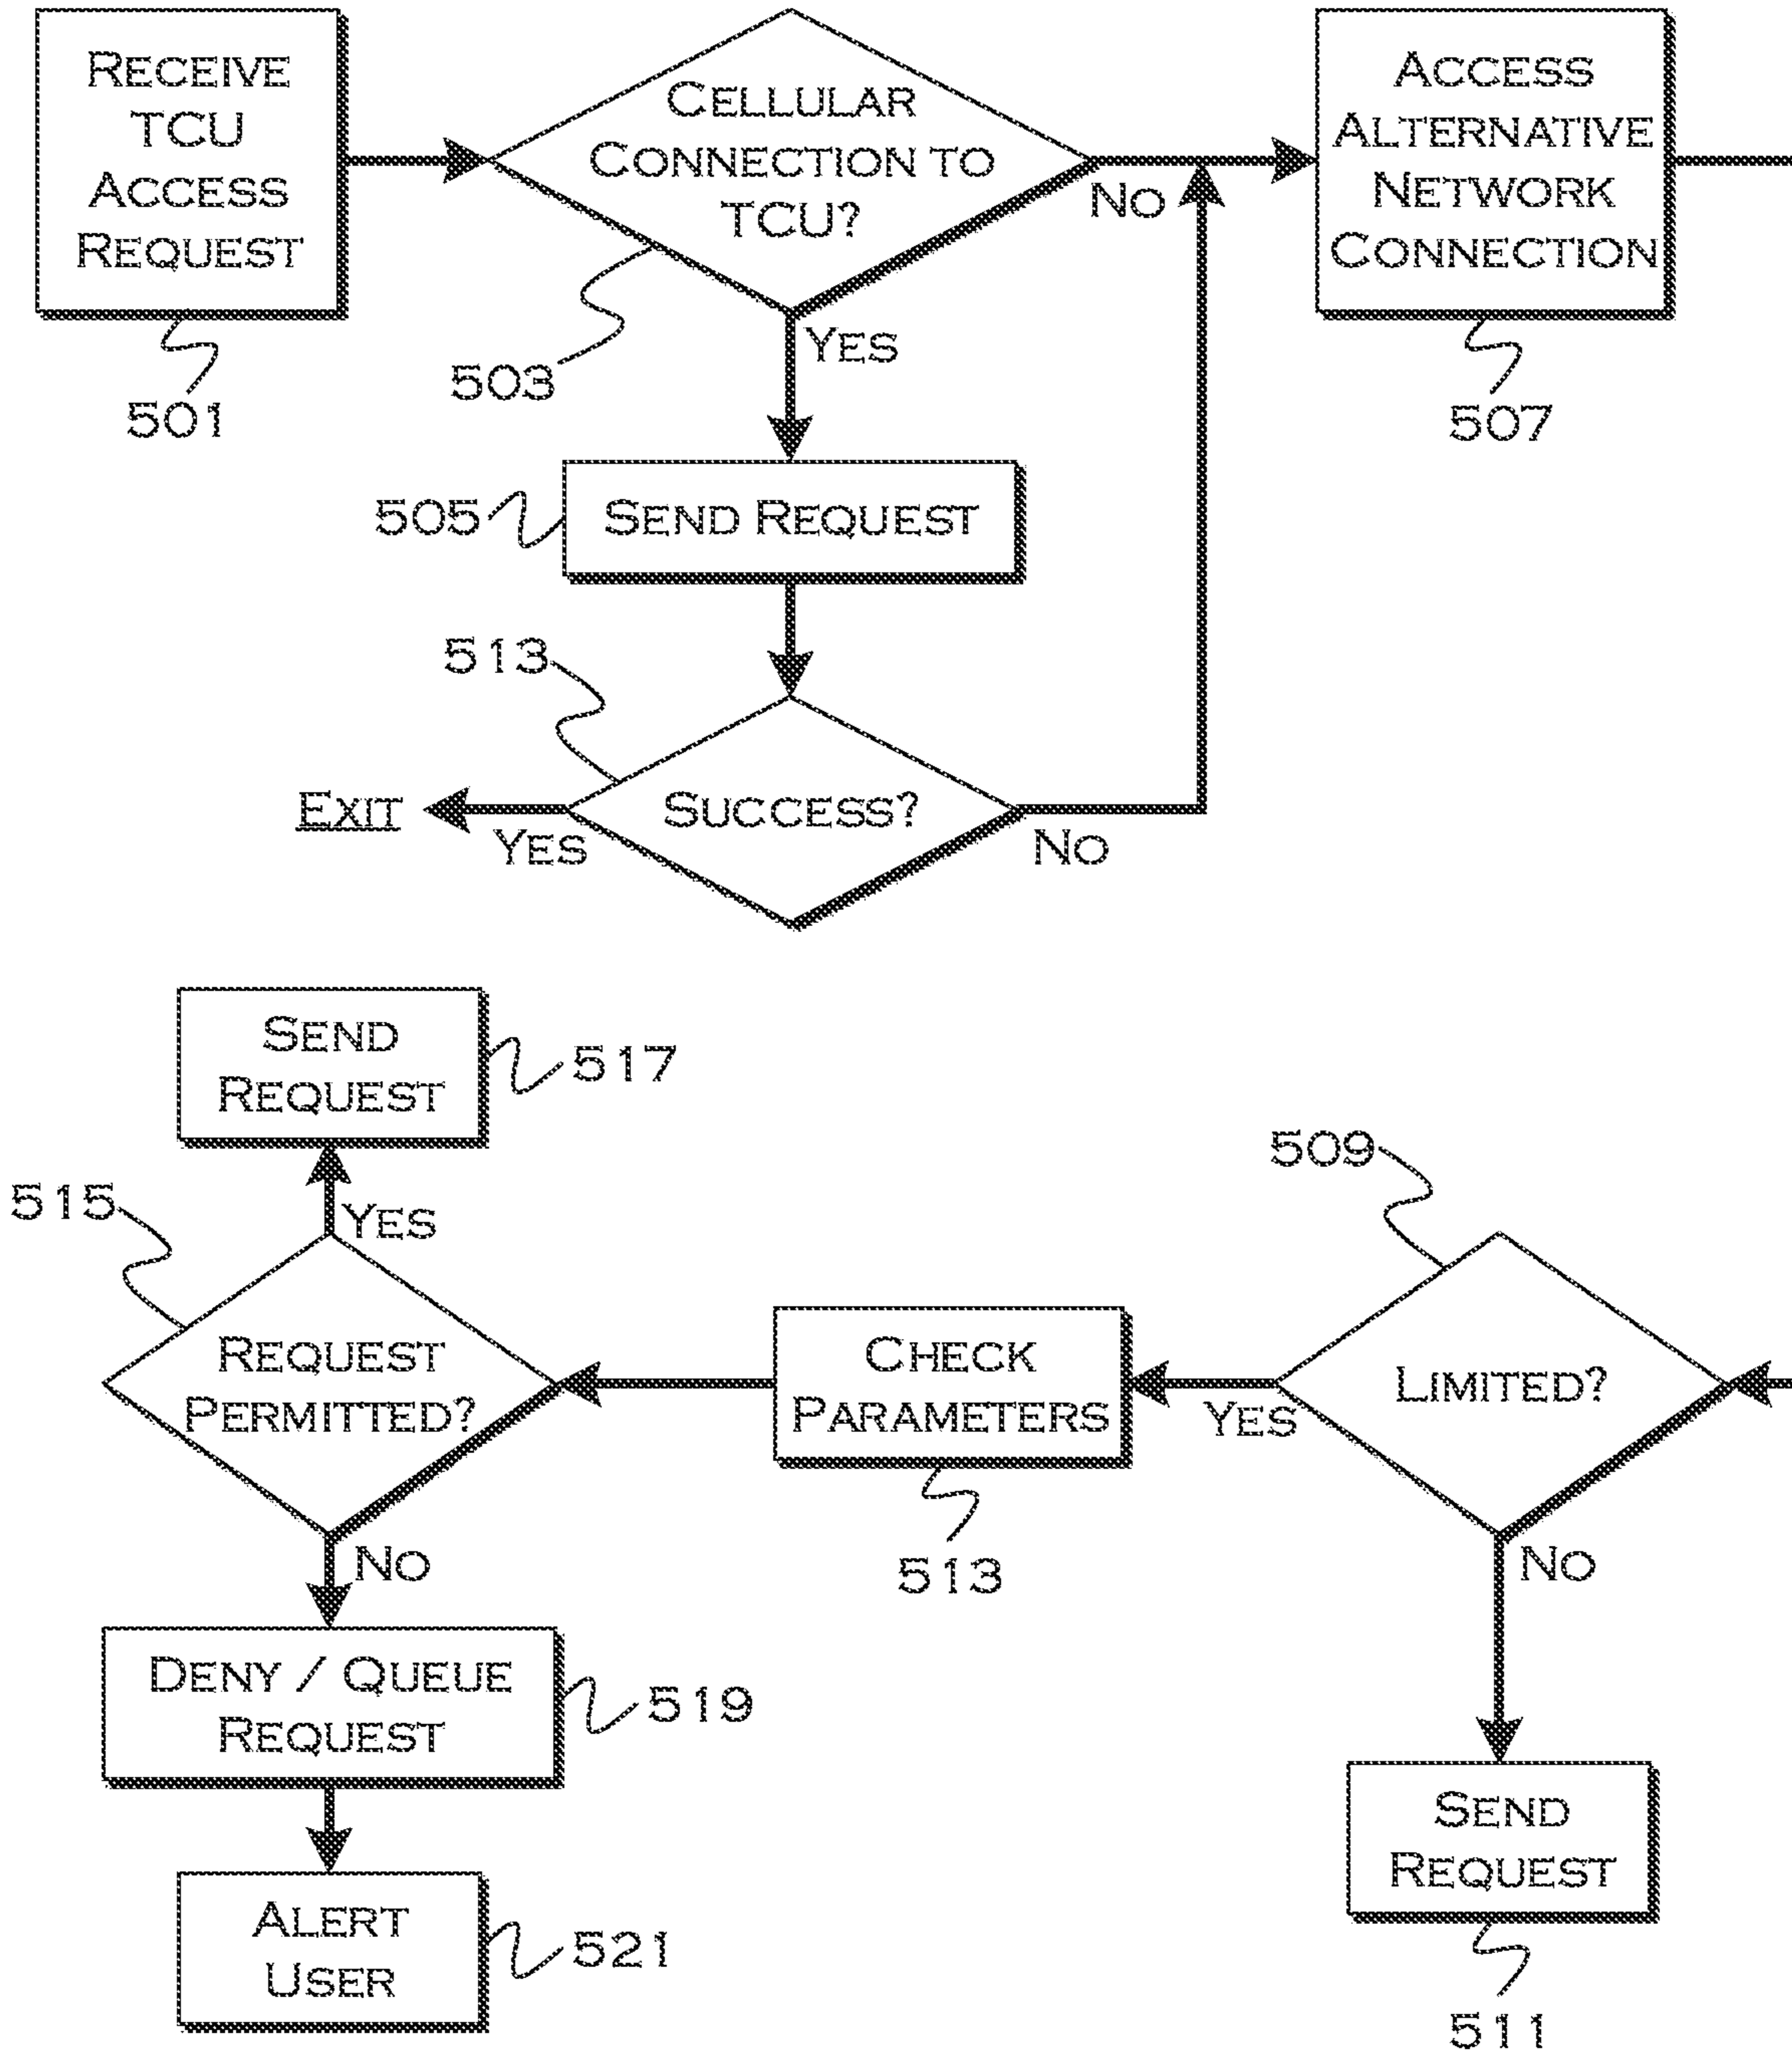 RECEIVE
TCU
ACCESS
REQUEST
501
CELLULAR
CONNECTION TO
TCU?
503
NO
YES
ACCESS
ALTERNATIVE
NETWORK
CONNECTION
507
505
SEND REQUEST
513
SUCCESS?
EXIT
YES
NO
SEND
REQUEST
517
515
YES
REQUEST
PERMITTED?
NO
CHECK
PARAMETERS
513
509
LIMITED?
YES
NO
DENY / QUEUE
REQUEST
519
ALERT
USER
521
SEND
REQUEST
511